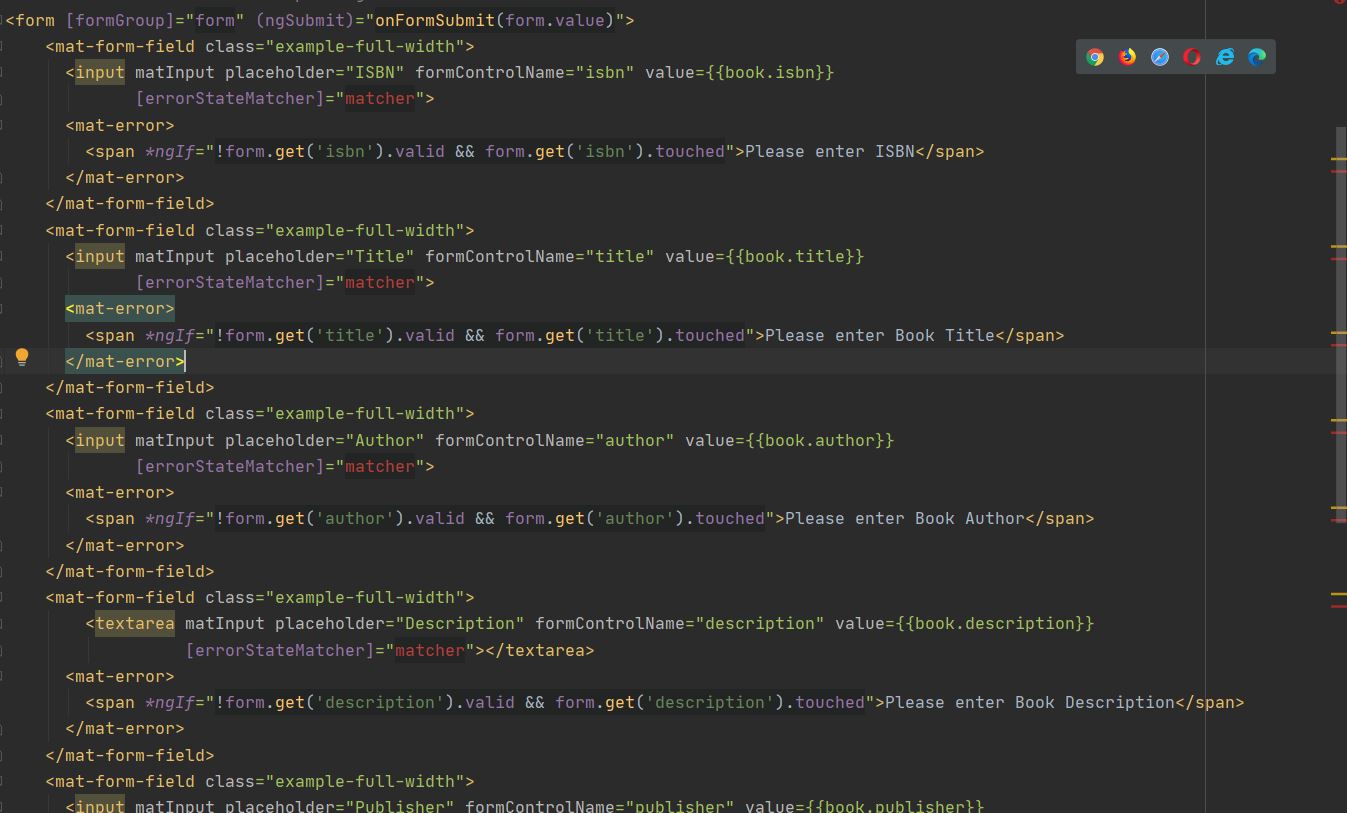 <form [formGroup]="form" (ngSubmit)="onFormSubmit(form.value)">
<mat-form-field class="example-full-width">
<input matInput placeholder="ISBN" formControlName="isbn" value={{book.isbn}}
[errorStateMatcher]="matcher">
<mat-error>
<span *ngIf="!form.get('isbn').valid && form.get('isbn').touched">Please enter ISBN</span>
</mat-error>
</mat-form-field>
<mat-form-field class="example-full-width">
<input matInput placeholder="Title" formControlName="title" value={{book.title}}
[errorStateMatcher]="matcher">
<mat-error>
<span *ngIf="!form.get('title').valid && form.get('title').touched">Please enter Book Title</span>
</mat-error>
</mat-form-field>
<mat-form-field class="example-full-width">
<input matInput placeholder="Author" formControlName="author" value={{book.author}}
[errorStateMatcher]="matcher">
<mat-error>
<span *ngIf="!form.get('author').valid && form.get('author').touched">Please enter Book Author</span>
</mat-error>
</mat-form-field>
<mat-form-field class="example-full-width">
<textarea matInput placeholder="Description" formControlName="description" value={{book.description}}
[errorStateMatcher]="matcher"></textarea>
<mat-error>
<span *ngIf="!form.get('description').valid && form.get('description').touched">Please enter Book Description</span>
</mat-error>
</mat-form-field>
<mat-form-field class="example-full-width">
<input matInput placeholder="Publisher" formControlName="publisher" value={{book.publisher}}